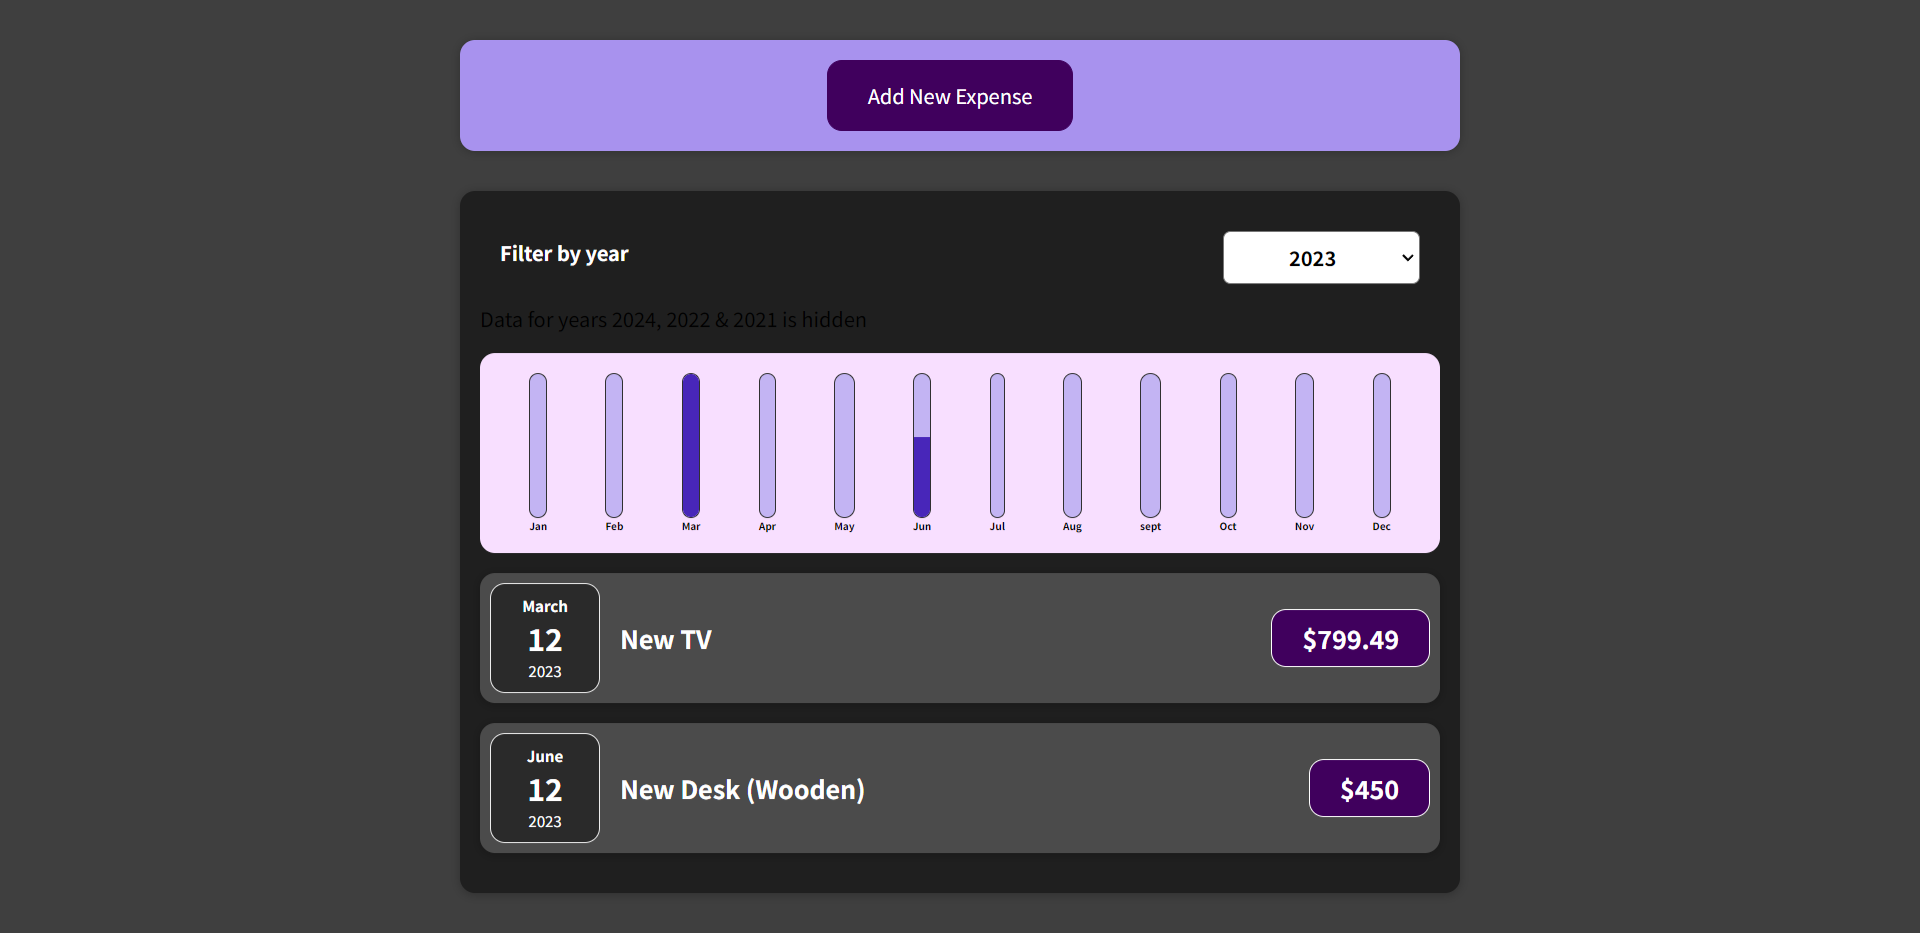 Add New Expense
Filter by year
2023
Data for years 2024, 2022 & 2021 is hidden
Jan Feb Mar Apr May Jun Jul Aug sept Oct Nov Dec
March
12
2023
New TV
$799.49
June
12
2023
New Desk (Wooden)
$450